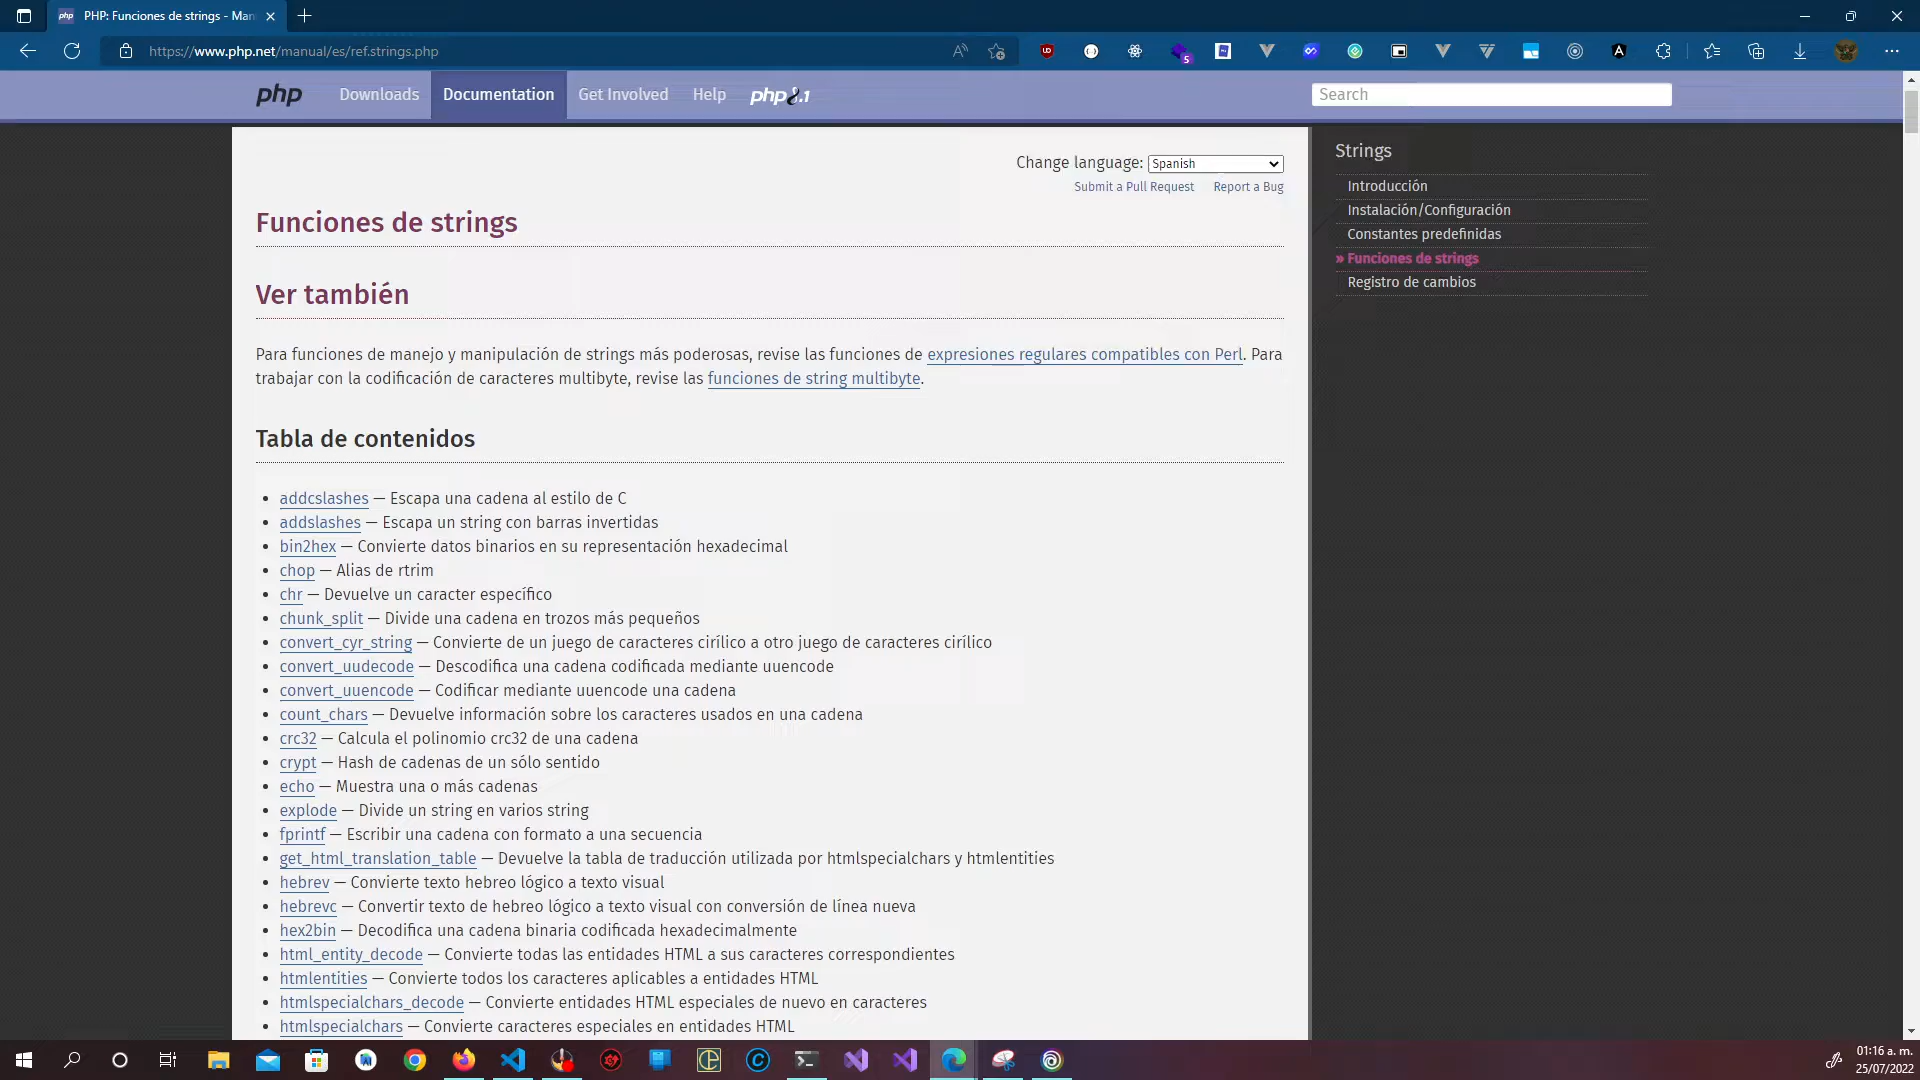 PHP: Funciones de strings - Man
https://www.php.net/manual/es/ref.strings.php
5
php
Downloads
Documentation
Get Involved
Help
php8.1
Search
Change language:
Spanish
Submit a Pull Request
Report a Bug
Funciones de strings
Ver también
Para funciones de manejo y manipulación de strings más poderosas, revise las funciones de expresiones regulares compatibles con Perl. Para
trabajar con la codificación de caracteres multibyte, revise las funciones de string multibyte.
Tabla de contenidos
addcslashes — Escapa una cadena al estilo de C
addslashes — Escapa un string con barras invertidas
bin2hex — Convierte datos binarios en su representación hexadecimal
chop — Alias de rtrim
chr — Devuelve un caracter específico
chunk_split — Divide una cadena en trozos más pequeños
convert_cyr_string — Convierte de un juego de caracteres cirílico a otro juego de caracteres cirílico
convert_uudecode — Descodifica una cadena codificada mediante uuencode
convert_uuencode — Codificar mediante uuencode una cadena
count_chars — Devuelve información sobre los caracteres usados en una cadena
crc32 — Calcula el polinomio crc32 de una cadena
crypt — Hash de cadenas de un sólo sentido
echo — Muestra una o más cadenas
explode — Divide un string en varios string
fprintf — Escribir una cadena con formato a una secuencia
get_html_translation_table — Devuelve la tabla de traducción utilizada por htmlspecialchars y htmlentities
hebrev — Convierte texto hebreo lógico a texto visual
hebrevc — Convertir texto de hebreo lógico a texto visual con conversión de línea nueva
hex2bin — Decodifica una cadena binaria codificada hexadecimalmente
html_entity_decode — Convierte todas las entidades HTML a sus caracteres correspondientes
htmlentities — Convierte todos los caracteres aplicables a entidades HTML
htmlspecialchars_decode — Convierte entidades HTML especiales de nuevo en caracteres
htmlspecialchars — Convierte caracteres especiales en entidades HTML
Strings
Introducción
Instalación/Configuración
Constantes predefinidas
» Funciones de strings
Registro de cambios
01:16 a. m.
25/07/2022